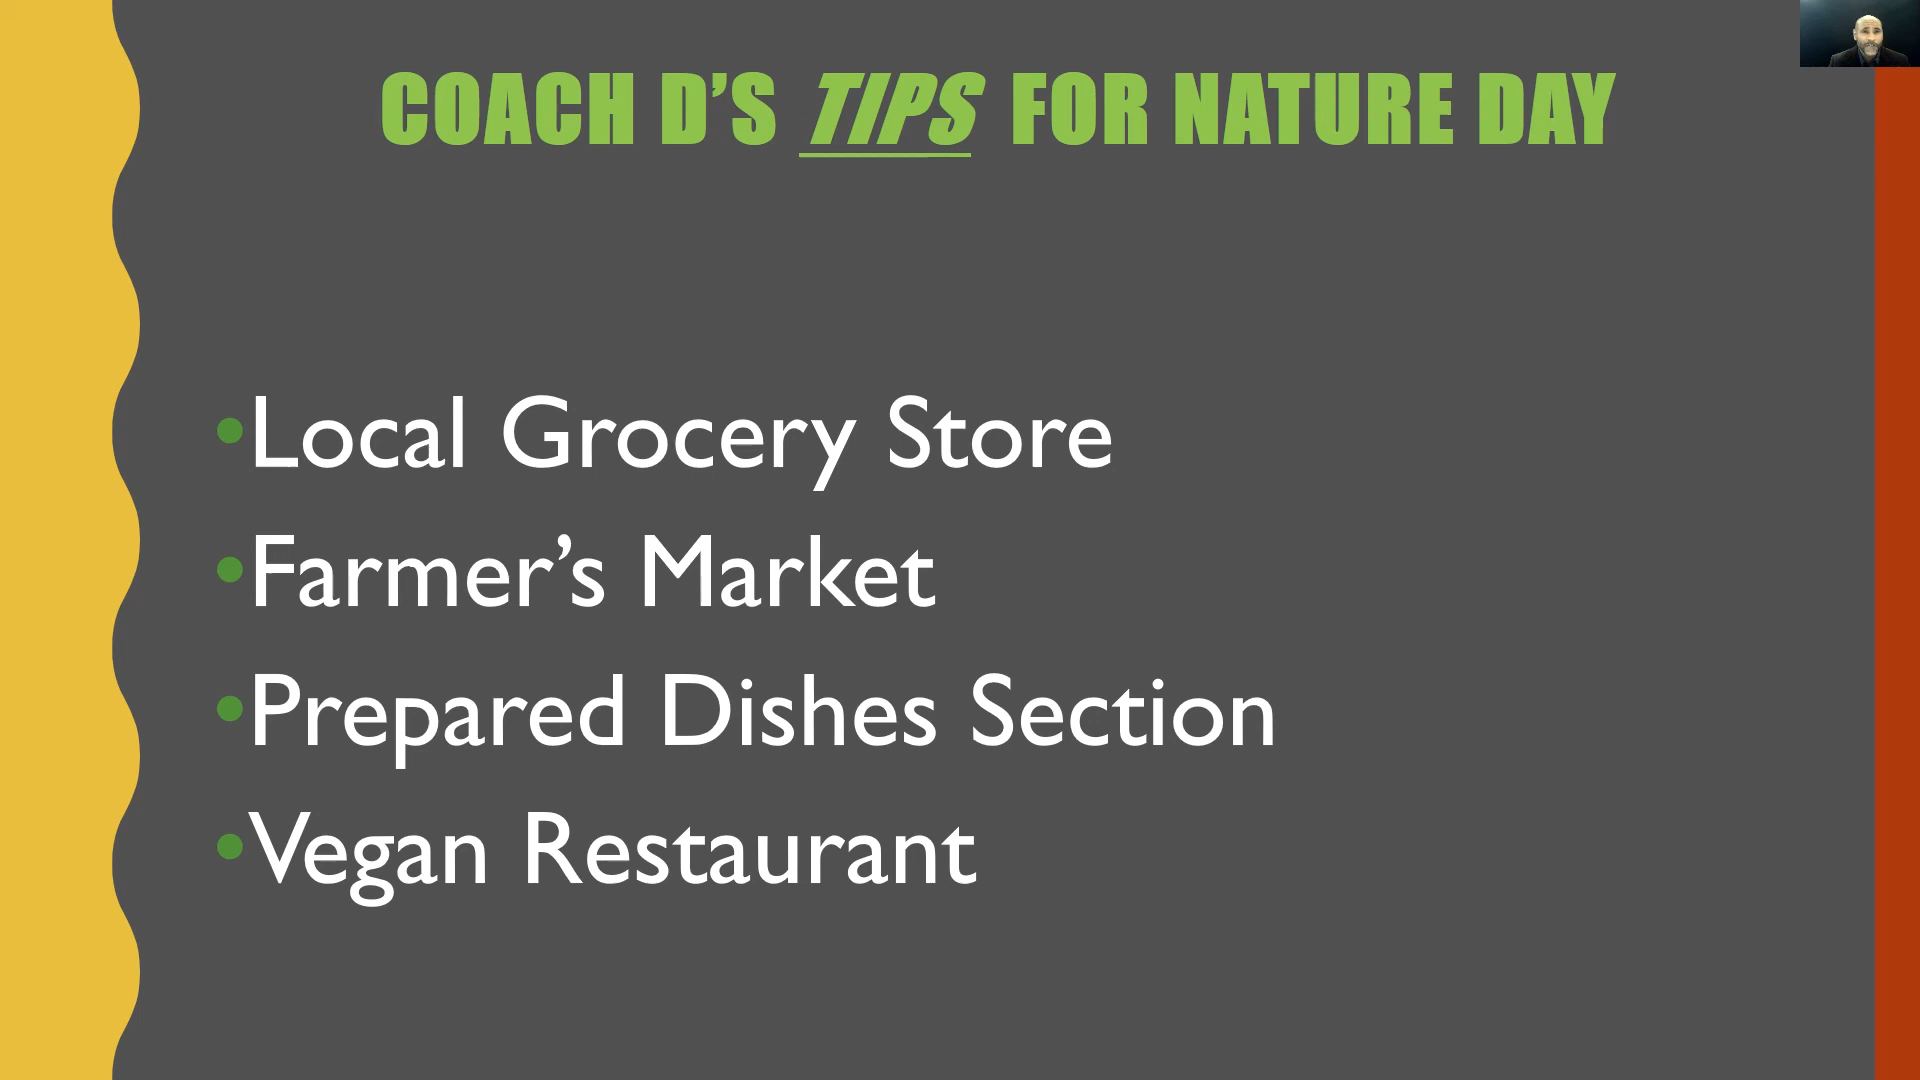 COACH D’S TIPS FOR NATURE DAY
•Local Grocery Store
•Farmer’s Market
•Prepared Dishes Section
•Vegan Restaurant